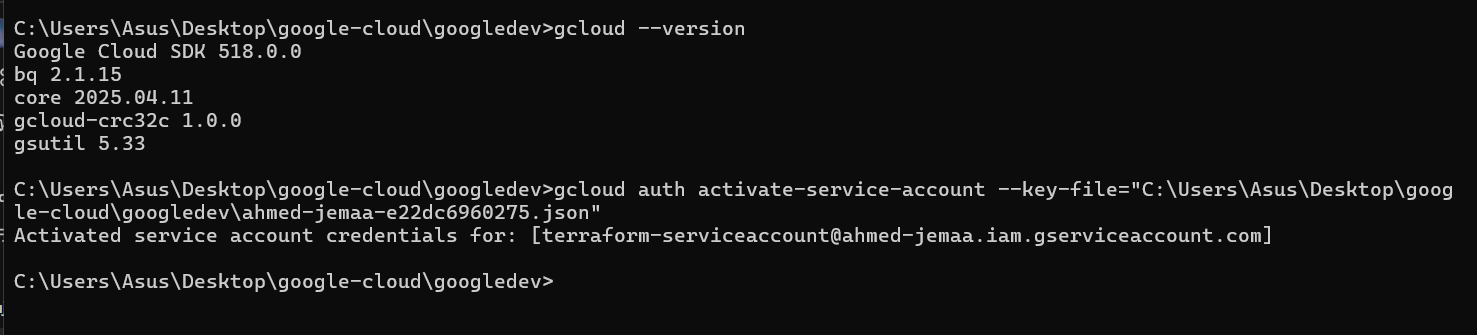 C:\Users\Asus\Desktop\google-cloud\googledev>gcloud --version
Google Cloud SDK 518.0.0
bq 2.1.15
core 2025.04.11
gcloud-crc32c 1.0.0
gsutil 5.33
C:\Users\Asus\Desktop\google-cloud\googledev>gcloud auth activate-service-account --key-file="C:\Users\Asus\Desktop\goog
le-cloud\googledev\ahmed-jemaa-e22dc6960275.json"
Activated service account credentials for: [terraform-serviceaccount@ahmed-jemaa.iam.gserviceaccount.com]
C:\Users\Asus\Desktop\google-cloud\googledev>